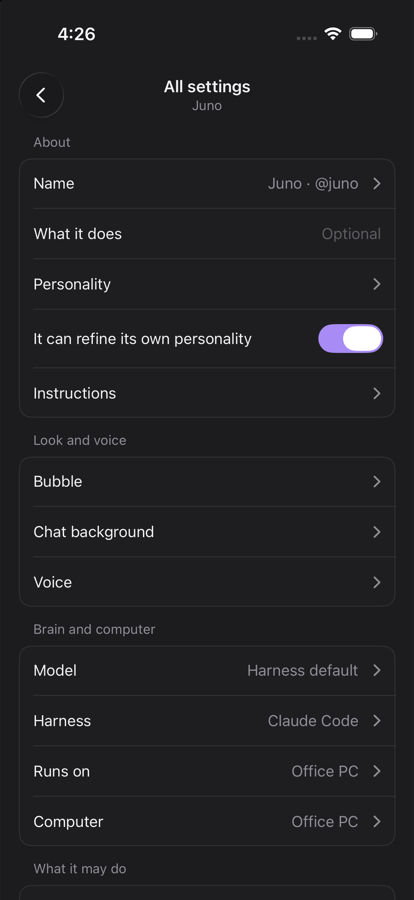 4:26
All settings
Juno
About
Name
Juno · @juno
What it does
Optional
Personality
It can refine its own personality
Instructions
Look and voice
Bubble
Chat background
Voice
Brain and computer
Model
Harness default
Harness
Claude Code
Runs on
Office PC
Computer
Office PC
What it may do